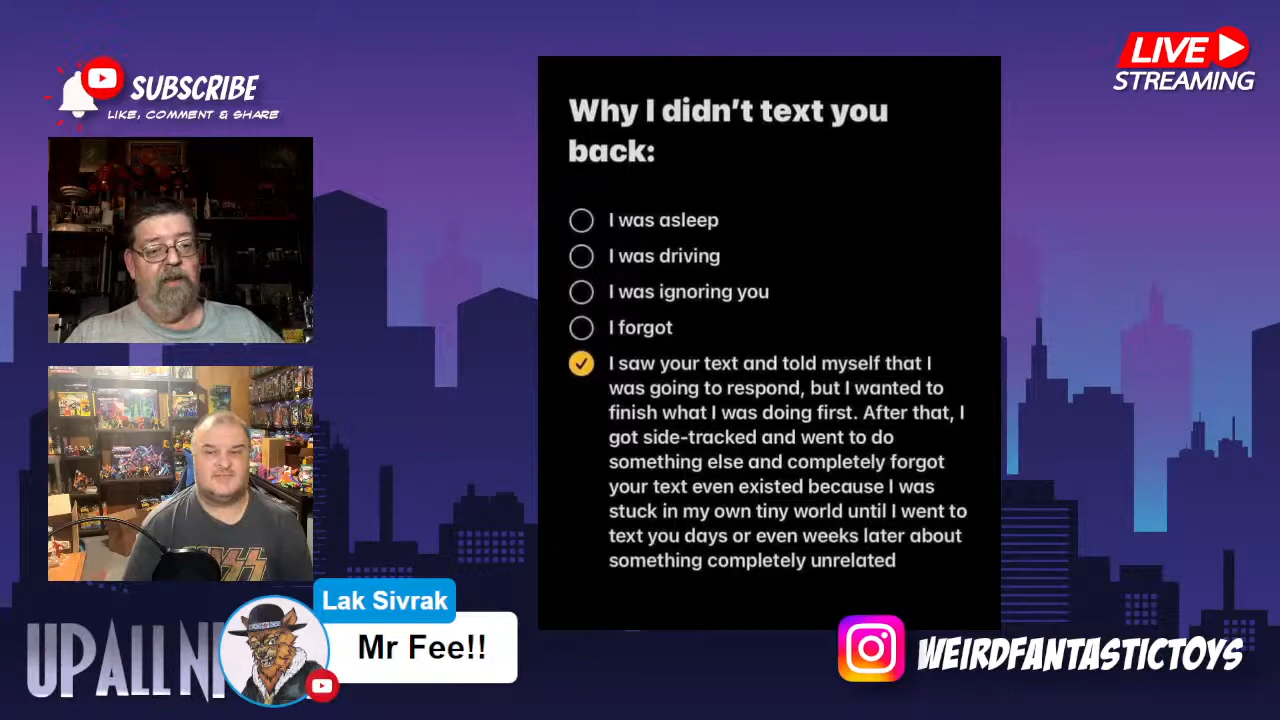 LIVE
STREAMING
SUBSCRIBE
LIKE, COMMENT & SHARE
Why I didn't text you
back:
I was asleep
I was driving
I was ignoring you
I forgot
I saw your text and told myself that I
was going to respond, but I wanted to
finish what I was doing first. After that, I
got side-tracked and went to do
something else and completely forgot
your text even existed because I was
stuck in my own tiny world until I went to
text you days or even weeks later about
something completely unrelated
KISS
Lak Sivrak
Mr Fee!!
UP ALL NI
WEIRDFANTASTICTOYS